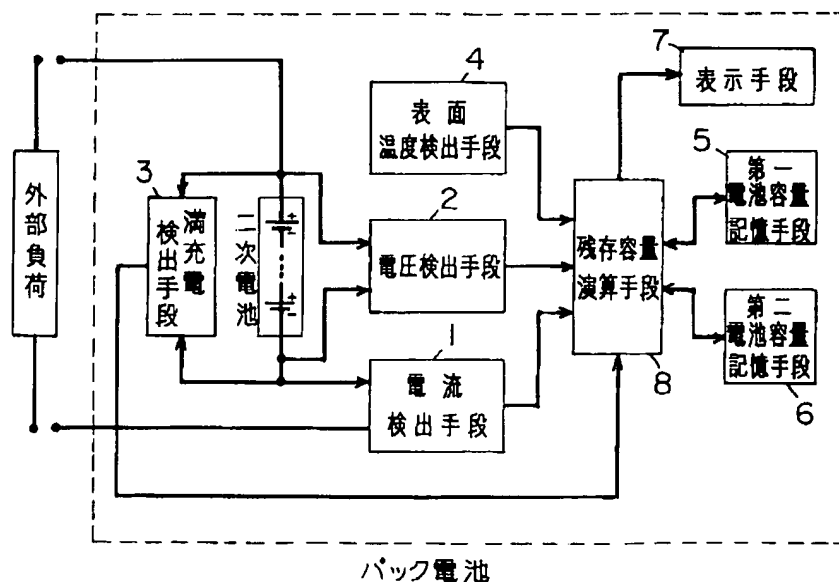 7
表示手段
4
表面
温度検出手段
5
第一
電池容量
記憶手段
3
満充電
検出手段
二次電池
外部負荷
2
電圧検出手段
残存容量
演算手段
8
第二
電池容量
記憶手段
6
1
電流
検出手段
パック電池